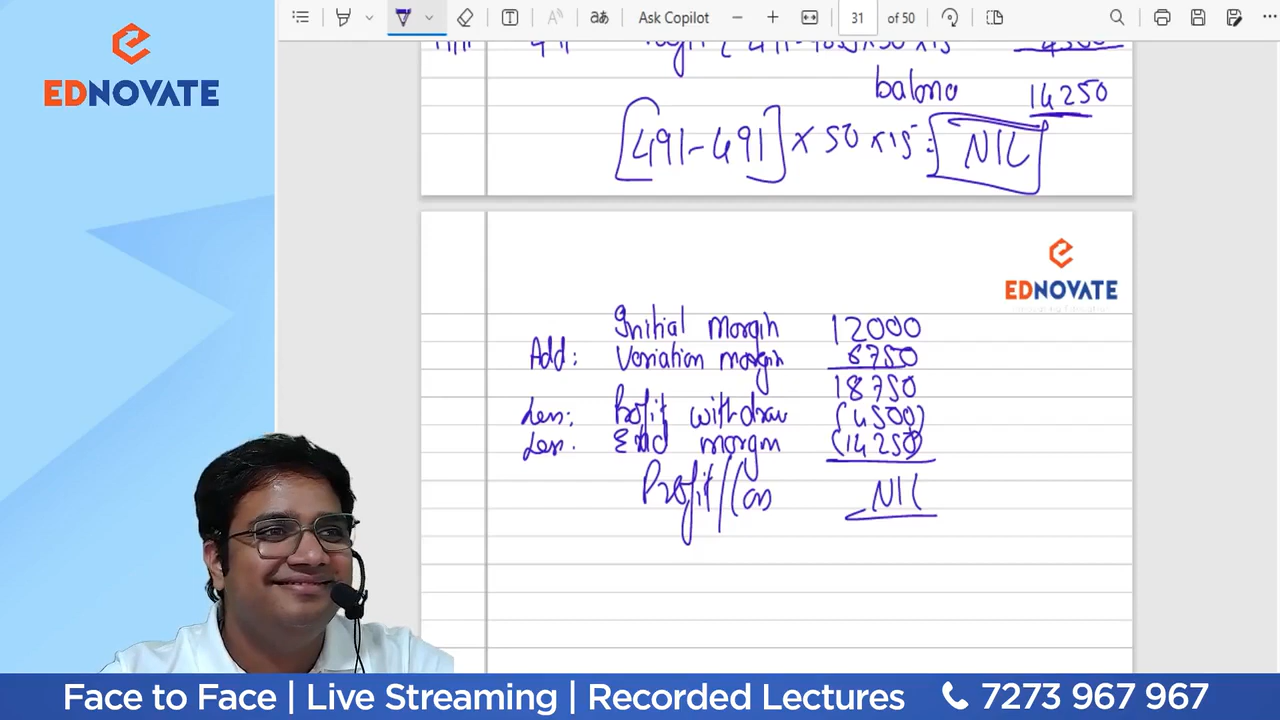 EDNOVATE
Ask Copilot
31 of 50
balanc 14250
[491-491] × 50 × 15 = NIL
EDNOVATE
Initial margin 12000
Add: Variation margin 6750
18750
Less: Profit withdraw (4500)
Less: End margin (14250)
Profit/Loss NIL
Face to Face | Live Streaming | Recorded Lectures 7273 967 967